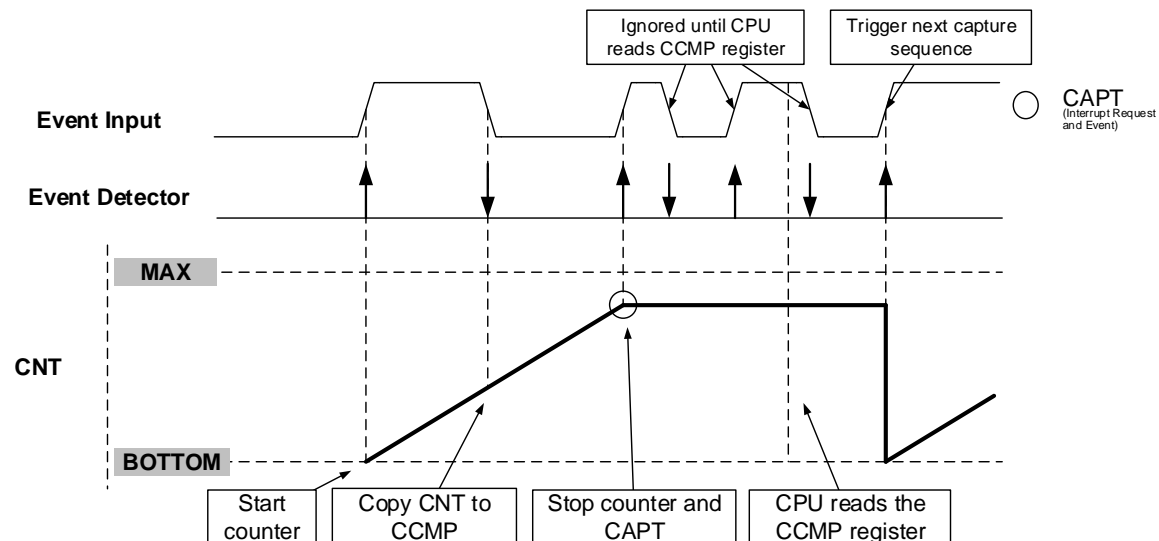 Ignored until CPU
reads CCMP register
Trigger next capture
sequence
Event Input
CAPT
(Interrupt Request
and Event)
Event Detector
MAX
CNT
BOTTOM
Start
counter
Copy CNT to
CCMP
Stop counter and
CAPT
CPU reads the
CCMP register